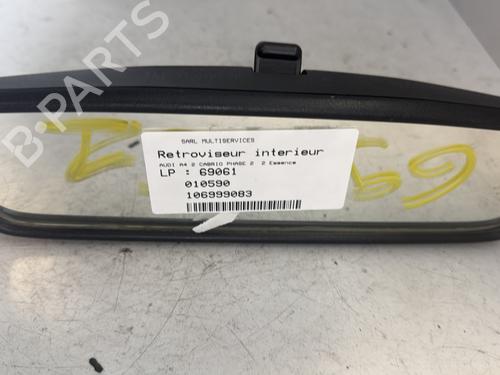 B-PARTS
SARL MULTISERVICES
Retroviseur interieur
AUDI A4 2 CABRIO PHASE 2 2 Essence
LP : 69061
010590
106999083